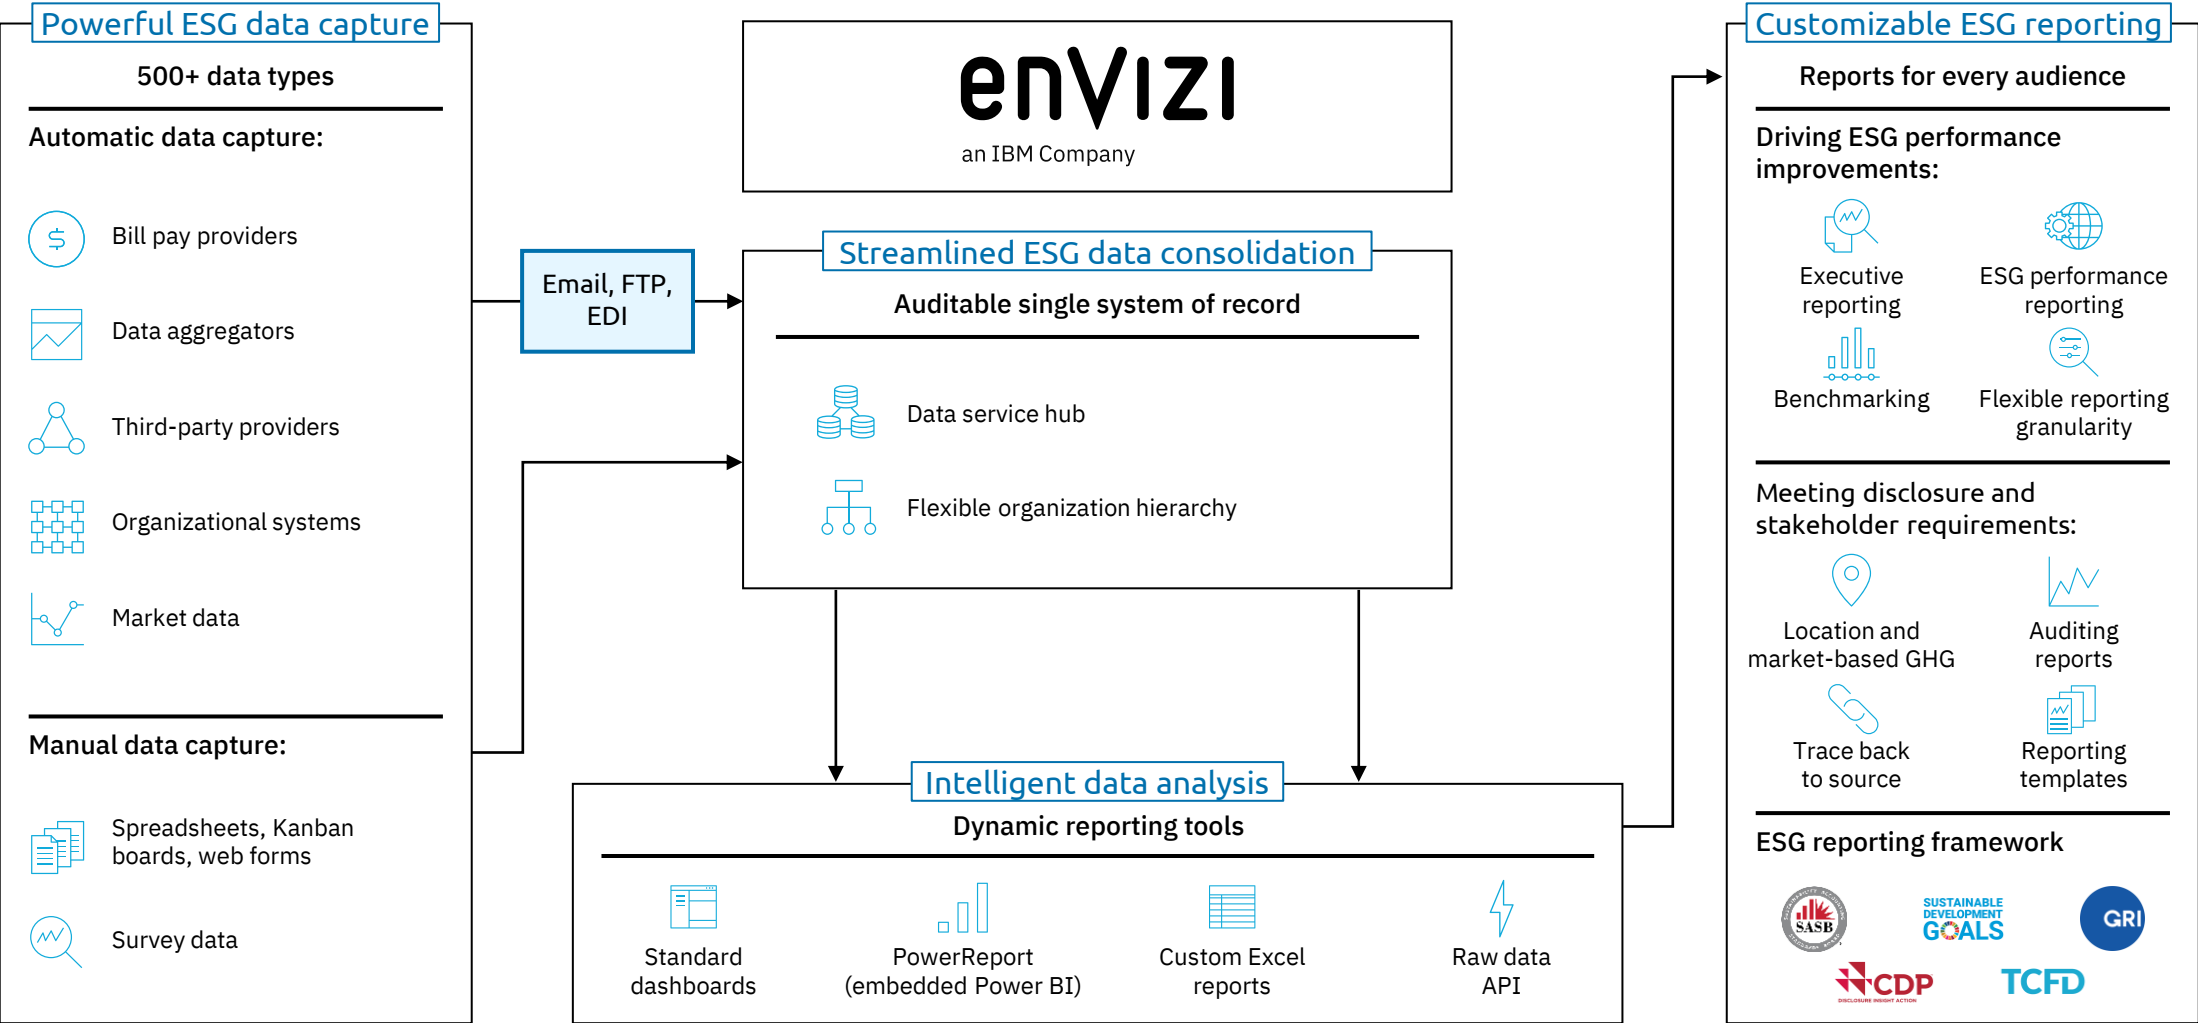 Powerful ESG data capture
500+ data types
Automatic data capture:
Bill pay providers
Data aggregators
Third-party providers
Organizational systems
Market data
Manual data capture:
Spreadsheets, Kanban
boards, web forms
Survey data
Email, FTP,
EDI
enVIZI
an IBM Company
Streamlined ESG data consolidation
Auditable single system of record
Data service hub
Flexible organization hierarchy
Intelligent data analysis
Dynamic reporting tools
Standard
dashboards
PowerReport
(embedded Power BI)
Custom Excel
reports
Raw data
API
Customizable ESG reporting
Reports for every audience
Driving ESG performance
improvements:
Executive
reporting
ESG performance
reporting
Benchmarking
Flexible reporting
granularity
Meeting disclosure and
stakeholder requirements:
Location and
market-based GHG
Auditing
reports
Trace back
to source
Reporting
templates
ESG reporting framework
SASB
SUSTAINABLE
DEVELOPMENT
GOALS
GRI
CDP
DISCLOSURE INSIGHT ACTION
TCFD